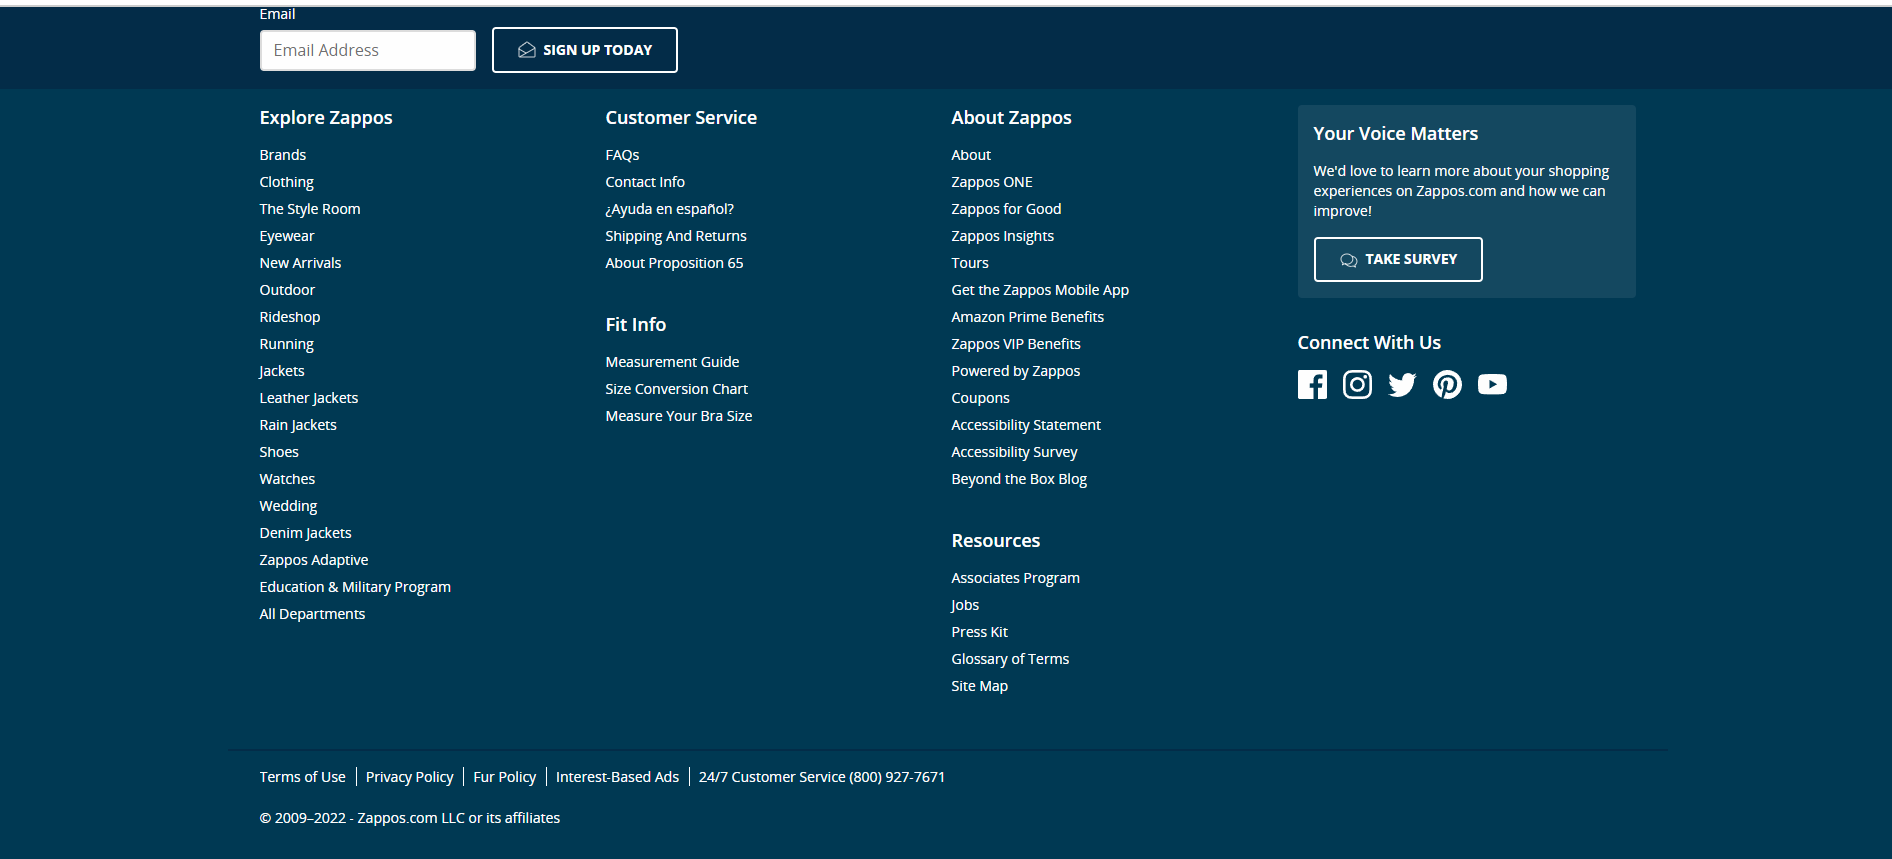 Email
Email Address
SIGN UP TODAY
Explore Zappos
Brands
Clothing
The Style Room
Eyewear
New Arrivals
Outdoor
Rideshop
Running
Jackets
Leather Jackets
Rain Jackets
Shoes
Watches
Wedding
Denim Jackets
Zappos Adaptive
Education & Military Program
All Departments
Customer Service
FAQs
Contact Info
¿Ayuda en español?
Shipping And Returns
About Proposition 65
Fit Info
Measurement Guide
Size Conversion Chart
Measure Your Bra Size
About Zappos
About
Zappos ONE
Zappos for Good
Zappos Insights
Tours
Get the Zappos Mobile App
Amazon Prime Benefits
Zappos VIP Benefits
Powered by Zappos
Coupons
Accessibility Statement
Accessibility Survey
Beyond the Box Blog
Resources
Associates Program
Jobs
Press Kit
Glossary of Terms
Site Map
Your Voice Matters
We'd love to learn more about your shopping
experiences on Zappos.com and how we can
improve!
TAKE SURVEY
Connect With Us
Terms of Use | Privacy Policy | Fur Policy | Interest-Based Ads | 24/7 Customer Service (800) 927-7671
© 2009–2022 - Zappos.com LLC or its affiliates